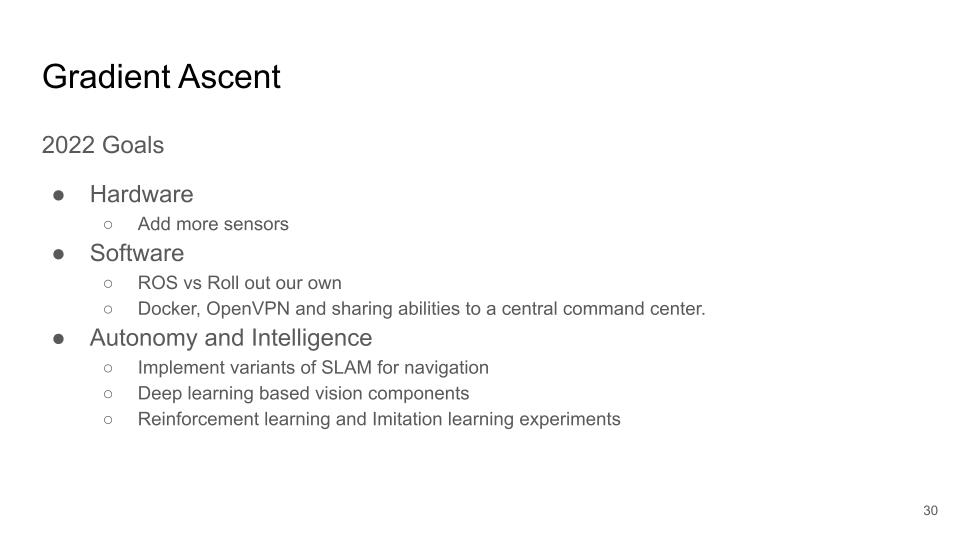 Gradient Ascent
2022 Goals
● Hardware
○ Add more sensors
● Software
○ ROS vs Roll out our own
○ Docker, OpenVPN and sharing abilities to a central command center.
● Autonomy and Intelligence
○ Implement variants of SLAM for navigation
○ Deep learning based vision components
○ Reinforcement learning and Imitation learning experiments
30